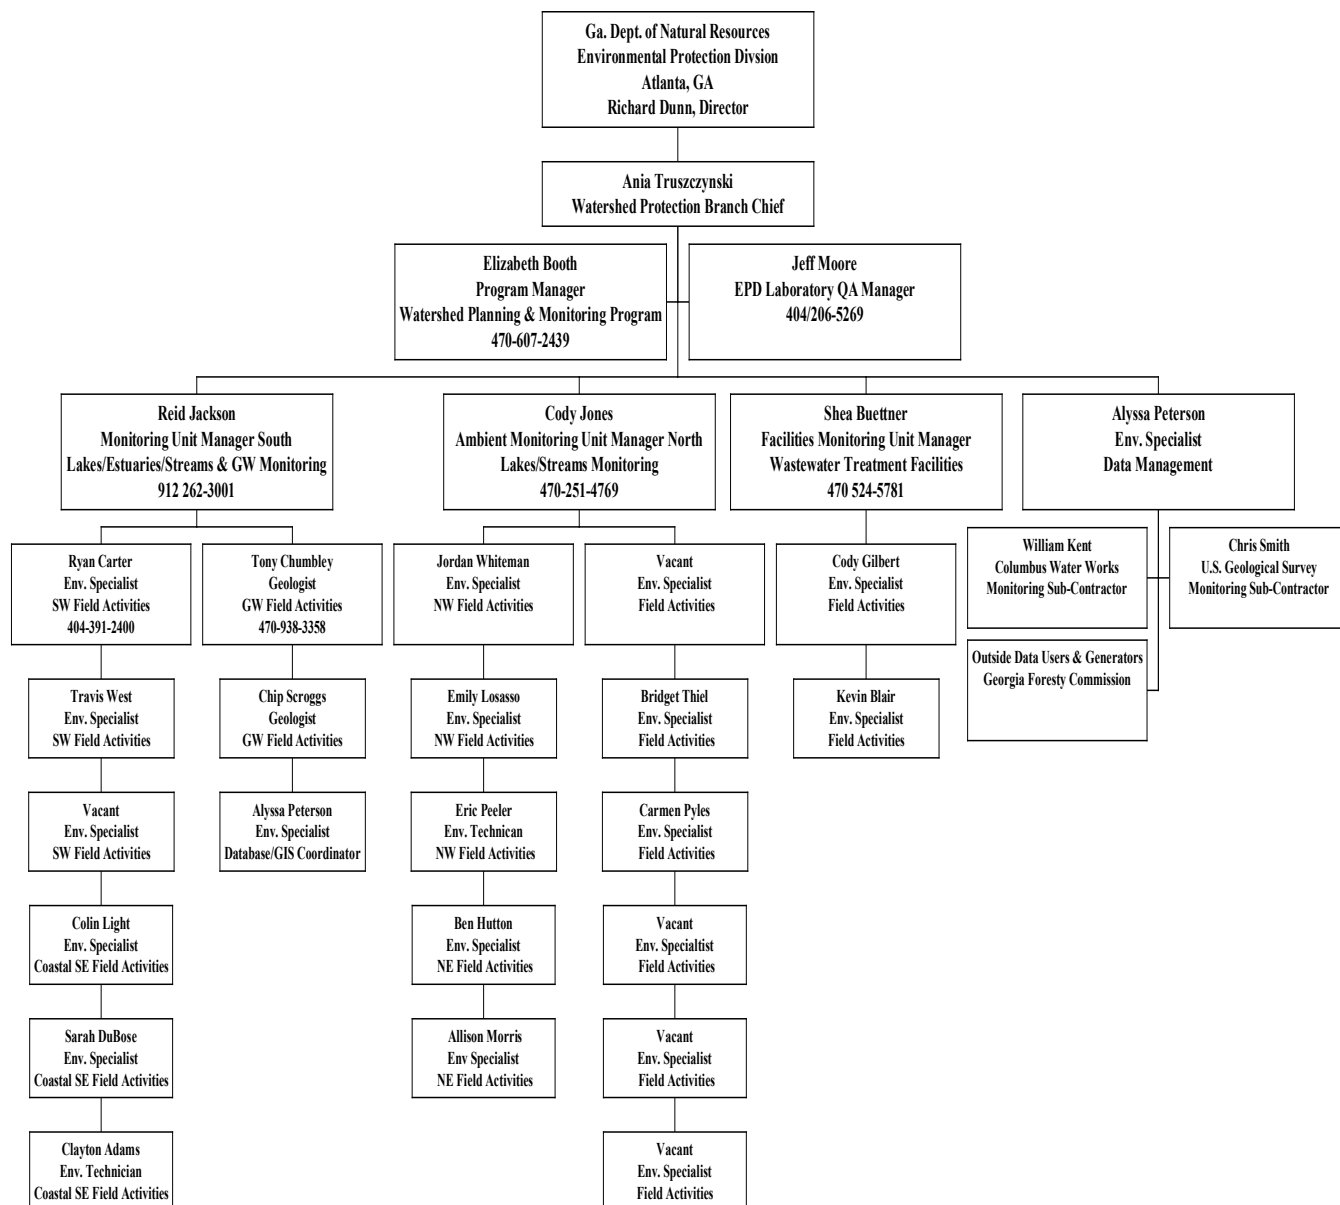 Ga. Dept. of Natural Resources
Environmental Protection Divsion
Atlanta, GA
Richard Dunn, Director
Ania Truszczynski
Watershed Protection Branch Chief
Elizabeth Booth
Program Manager
Watershed Planning & Monitoring Program
470-607-2439
Jeff Moore
EPD Laboratory QA Manager
404/206-5269
Reid Jackson
Monitoring Unit Manager South
Lakes/Estuaries/Streams & GW Monitoring
912 262-3001
Cody Jones
Ambient Monitoring Unit Manager North
Lakes/Streams Monitoring
470-251-4769
Shea Buettner
Facilities Monitoring Unit Manager
Wastewater Treatment Facilities
470 524-5781
Alyssa Peterson
Env. Specialist
Data Management
Ryan Carter
Env. Specialist
SW Field Activities
404-391-2400
Tony Chumbley
Geologist
GW Field Activities
470-938-3358
Jordan Whiteman
Env. Specialist
NW Field Activities
Vacant
Env. Specialist
Field Activities
Cody Gilbert
Env. Specialist
Field Activities
William Kent
Columbus Water Works
Monitoring Sub-Contractor
Chris Smith
U.S. Geological Survey
Monitoring Sub-Contractor
Outside Data Users & Generators
Georgia Foresty Commission
Travis West
Env. Specialist
SW Field Activities
Chip Scroggs
Geologist
GW Field Activities
Emily Losasso
Env. Specialist
NW Field Activities
Bridget Thiel
Env. Specialist
Field Activities
Kevin Blair
Env. Specialist
Field Activities
Vacant
Env. Specialist
SW Field Activities
Alyssa Peterson
Env. Specialist
Database/GIS Coordinator
Eric Peeler
Env. Technican
NW Field Activities
Carmen Pyles
Env. Specialist
Field Activities
Colin Light
Env. Specialist
Coastal SE Field Activities
Ben Hutton
Env. Specialist
NE Field Activities
Vacant
Env. Specialtist
Field Activities
Sarah DuBose
Env. Specialist
Coastal SE Field Activities
Allison Morris
Env Specialist
NE Field Activities
Vacant
Env. Specialist
Field Activities
Clayton Adams
Env. Technician
Coastal SE Field Activities
Vacant
Env. Specialist
Field Activities